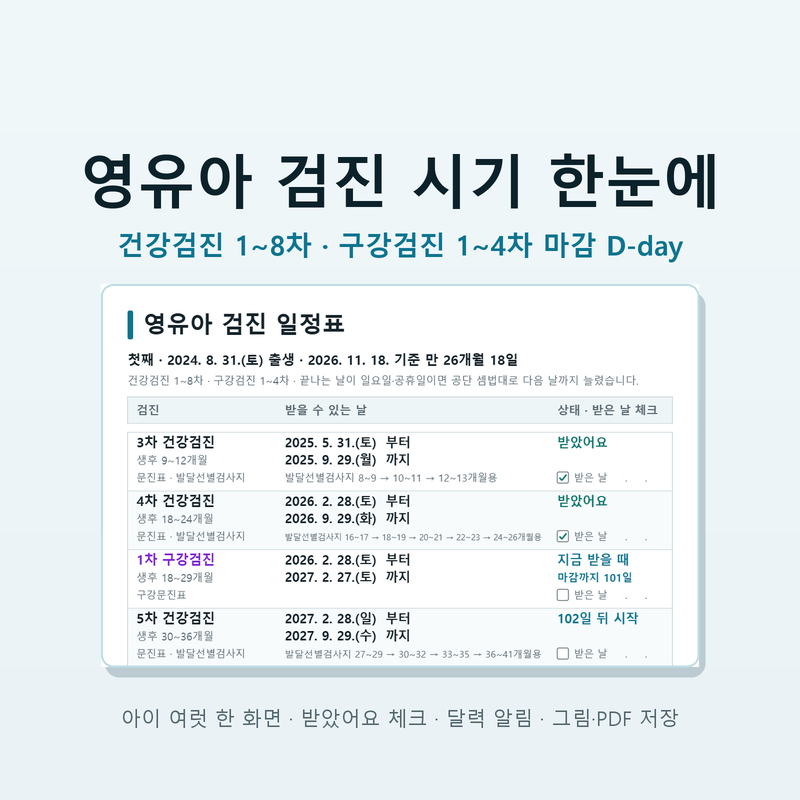 영유아 검진 시기 한눈에
건강검진 1~8차 · 구강검진 1~4차 마감 D-day
영유아 검진 일정표
첫째 · 2024. 8. 31.(토) 출생 · 2026. 11. 18. 기준 만 26개월 18일
건강검진 1~8차 · 구강검진 1~4차 · 끝나는 날이 일요일·공휴일이면 공단 셈법대로 다음 날까지 늘렸습니다.
검진 받을 수 있는 날 상태 · 받은 날 체크
3차 건강검진 2025. 5. 31.(토) 부터 받았어요
생후 9~12개월 2025. 9. 29.(월) 까지
문진표 · 발달선별검사지 발달선별검사지 8~9 → 10~11 → 12~13개월용 받은 날 . .
4차 건강검진 2026. 2. 28.(토) 부터 받았어요
생후 18~24개월 2026. 9. 29.(화) 까지
문진표 · 발달선별검사지 발달선별검사지 16~17 → 18~19 → 20~21 → 22~23 → 24~26개월용 받은 날 . .
1차 구강검진 2026. 2. 28.(토) 부터 지금 받을 때
생후 18~29개월 2027. 2. 27.(토) 까지 마감까지 101일
구강문진표 받은 날 . .
5차 건강검진 2027. 2. 28.(일) 부터 102일 뒤 시작
생후 30~36개월 2027. 9. 29.(수) 까지
문진표 · 발달선별검사지 발달선별검사지 27~29 → 30~32 → 33~35 → 36~41개월용 받은 날 . .
아이 여럿 한 화면 · 받았어요 체크 · 달력 알림 · 그림·PDF 저장